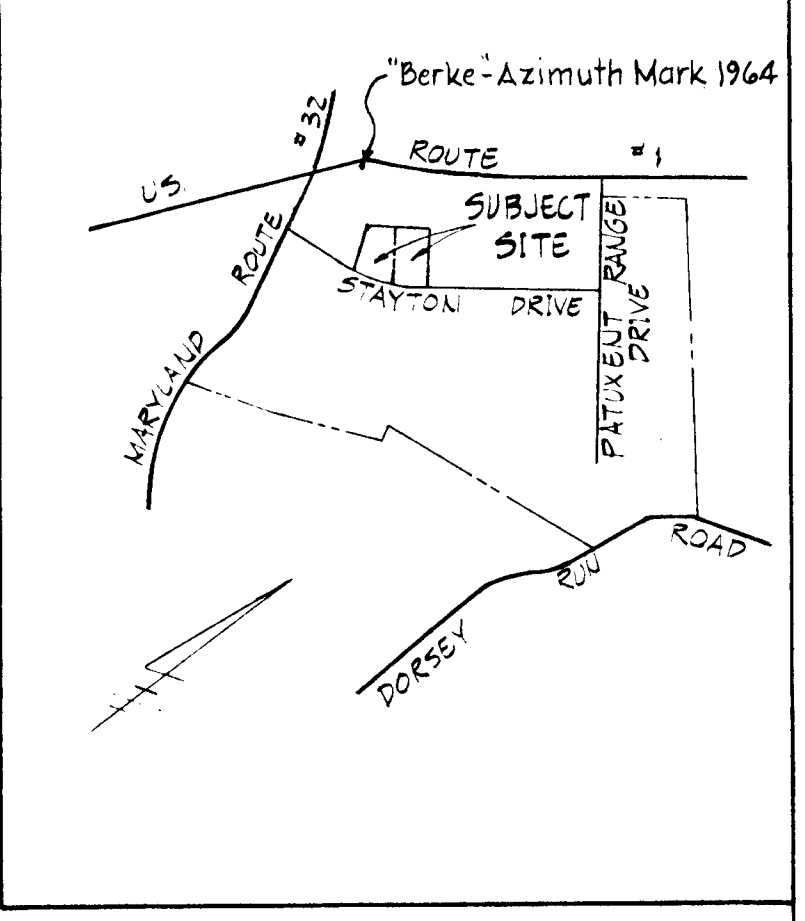 "Berke"-Azimuth Mark 1964
# 32
U.S. ROUTE # 1
SUBJECT
SITE
MARYLAND ROUTE
STAYTON DRIVE
PATUXENT RANGE
DRIVE
DORSEY RUN ROAD